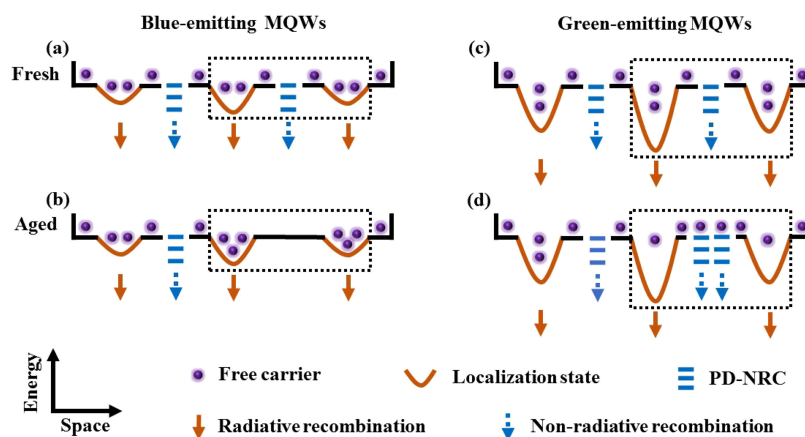 Blue-emitting MQWs
Green-emitting MQWs
(a)
(c)
Fresh
(b)
(d)
Aged
Energy
Space
Free carrier
Localization state
PD-NRC
Radiative recombination
Non-radiative recombination